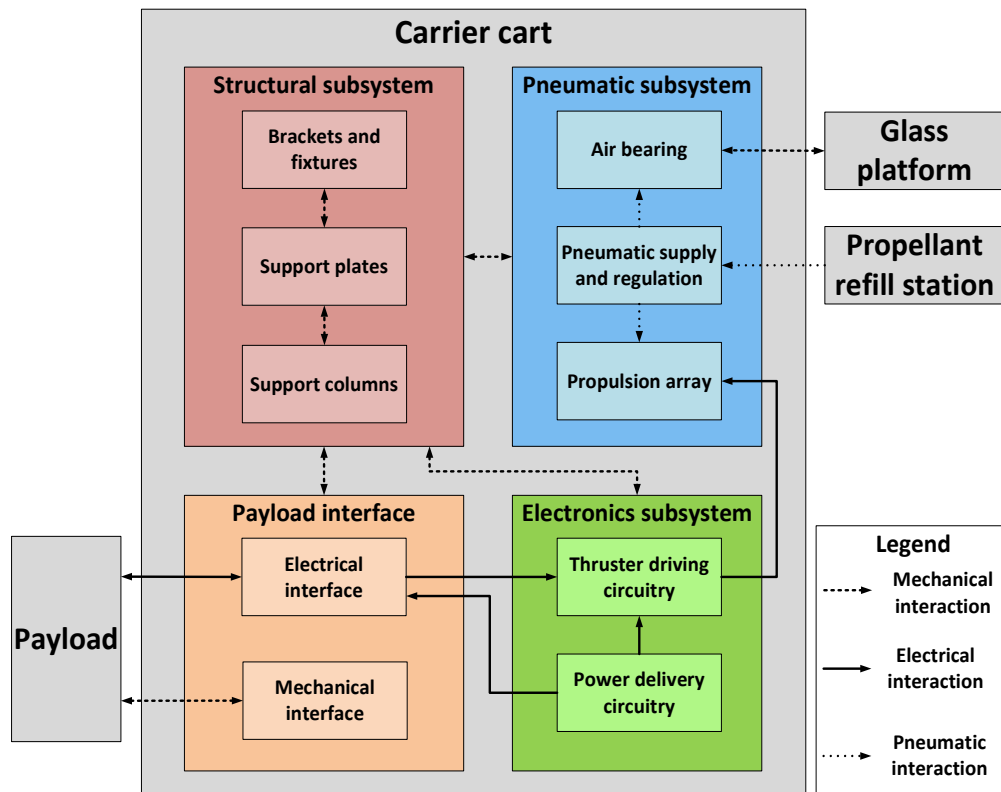 Carrier cart
Structural subsystem
Brackets and
fixtures
Support plates
Support columns
Pneumatic subsystem
Air bearing
Pneumatic supply
and regulation
Propulsion array
Glass
platform
Propellant
refill station
Payload interface
Electrical
interface
Mechanical
interface
Electronics subsystem
Thruster driving
circuitry
Power delivery
circuitry
Payload
Legend
Mechanical
interaction
Electrical
interaction
Pneumatic
interaction